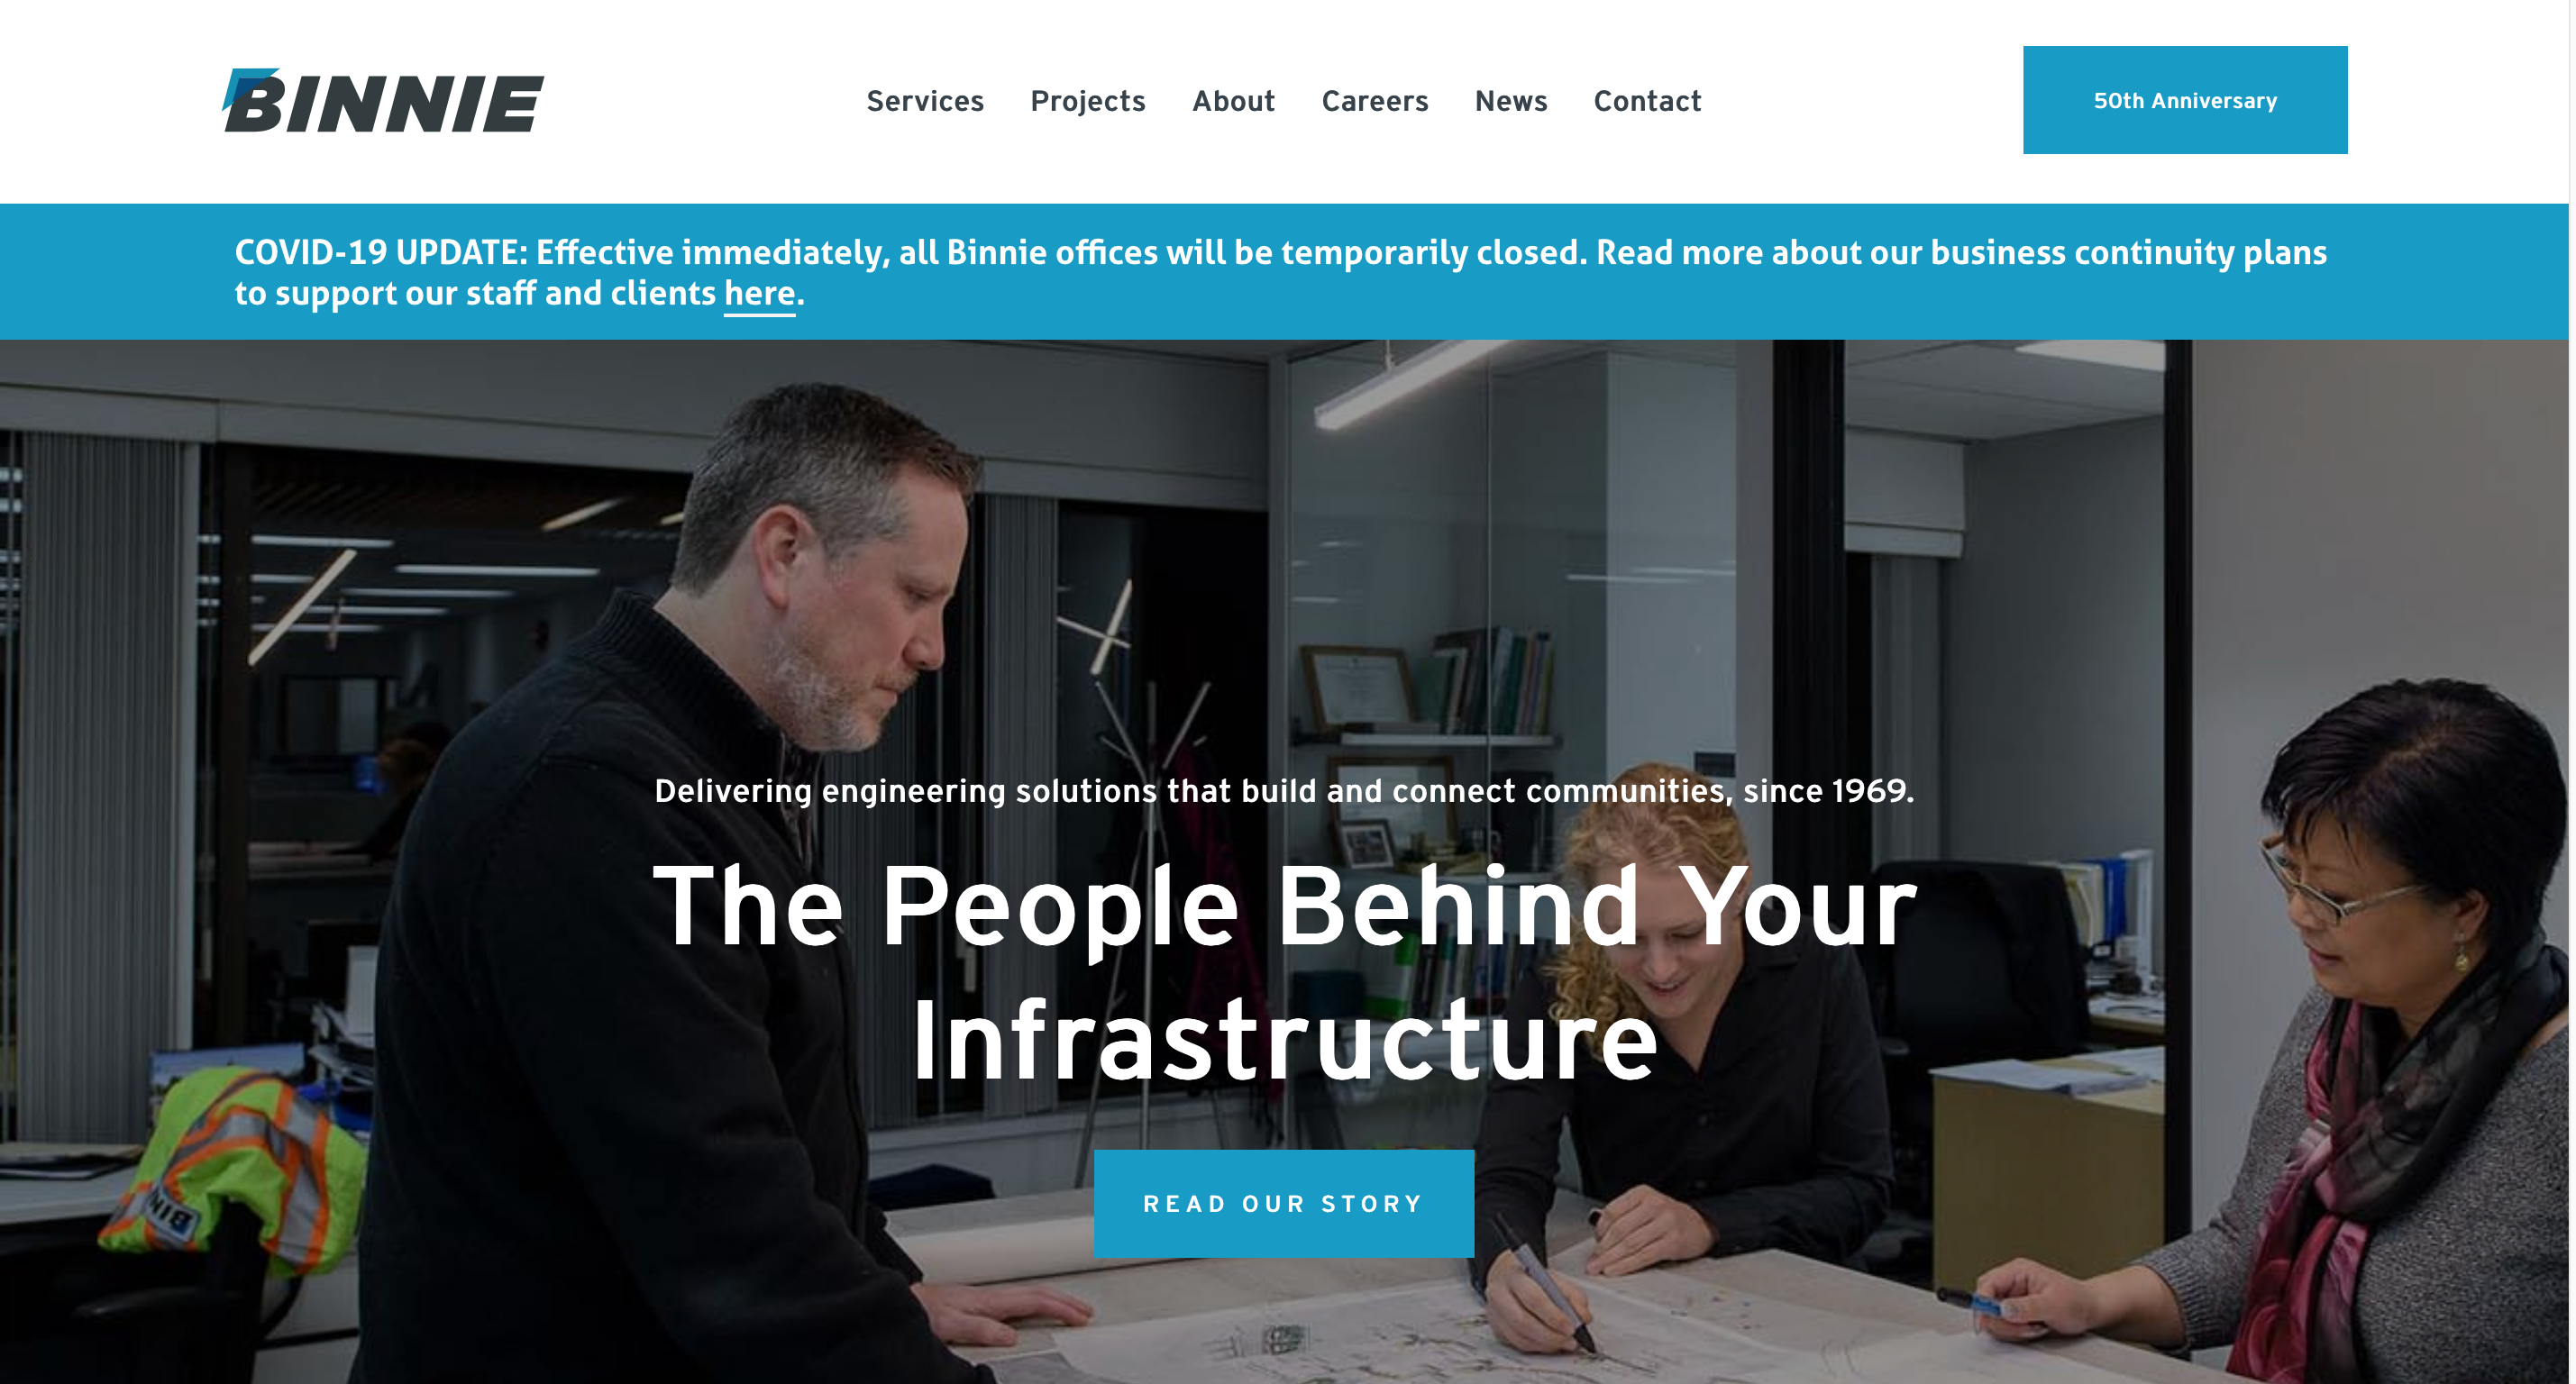 BINNIE
Services
Projects
About
Careers
News
Contact
50th Anniversary
COVID-19 UPDATE: Effective immediately, all Binnie offices will be temporarily closed. Read more about our business continuity plans
to support our staff and clients here.
Delivering engineering solutions that build and connect communities, since 1969.
The People Behind Your
Infrastructure
READ OUR STORY
BIN